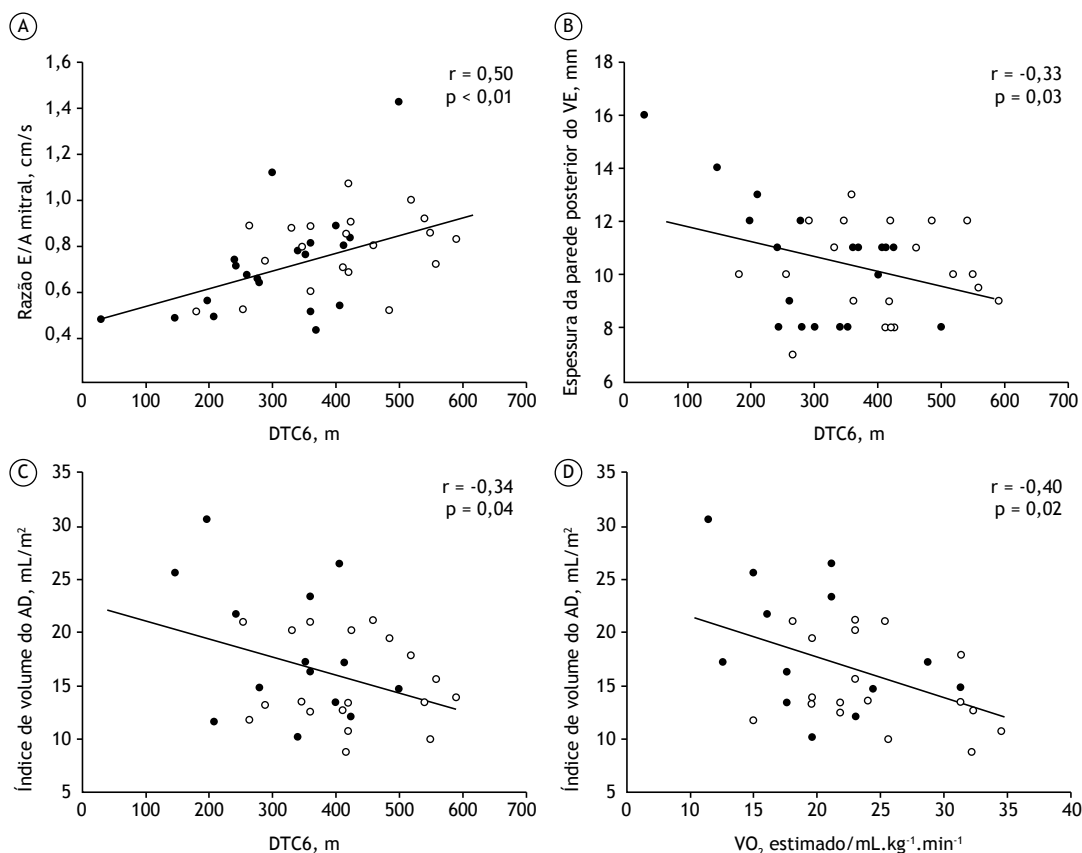 A
Razão E/A mitral, cm/s
1,6
1,4
1,2
1,0
0,8
0,6
0,4
r = 0,50
p < 0,01
0 100 200 300 400 500 600 700
DTC6, m
B
Espessura da parede posterior do VE, mm
18
16
14
12
10
8
6
r = -0,33
p = 0,03
0 100 200 300 400 500 600 700
DTC6, m
C
Índice de volume do AD, mL/m²
35
30
25
20
15
10
5
r = -0,34
p = 0,04
0 100 200 300 400 500 600 700
DTC6, m
D
Índice de volume do AD, mL/m²
35
30
25
20
15
10
5
r = -0,40
p = 0,02
0 10 15 20 25 30 35 40
VO₂ estimado/mL.kg⁻¹.min⁻¹